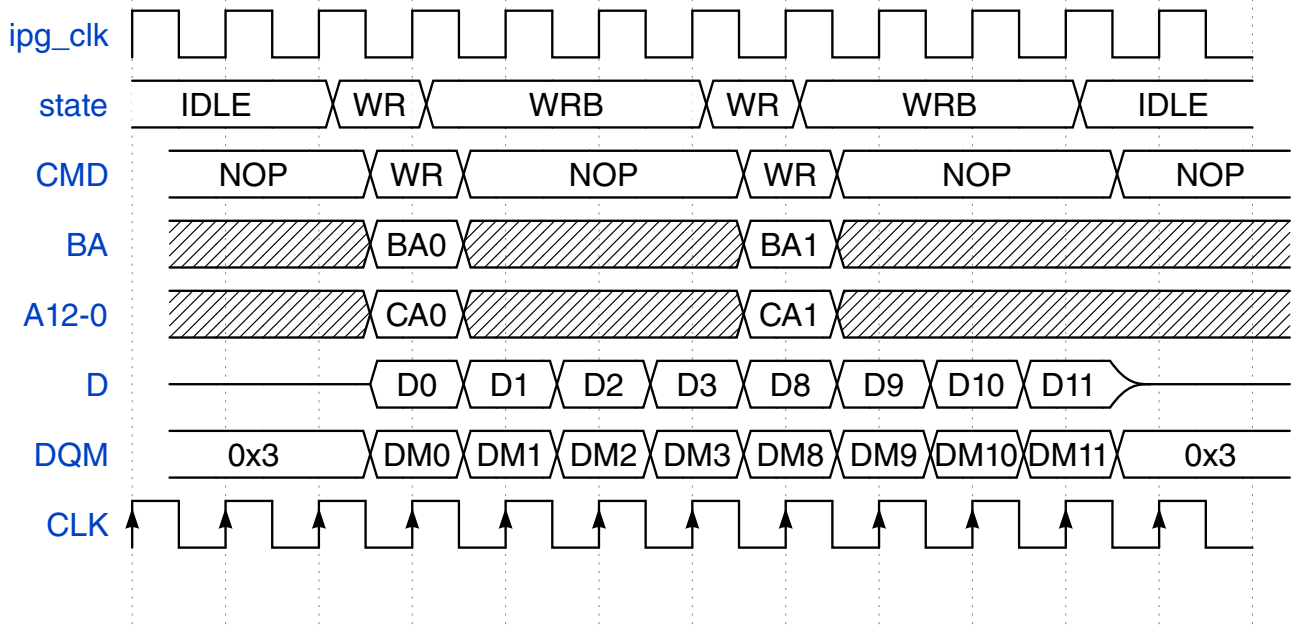 ipg_clk
state IDLE WR WRB WR WRB IDLE
CMD NOP WR NOP WR NOP NOP
BA BA0 BA1
A12-0 CA0 CA1
D D0 D1 D2 D3 D8 D9 D10 D11
DQM 0x3 DM0 DM1 DM2 DM3 DM8 DM9 DM10 DM11 0x3
CLK